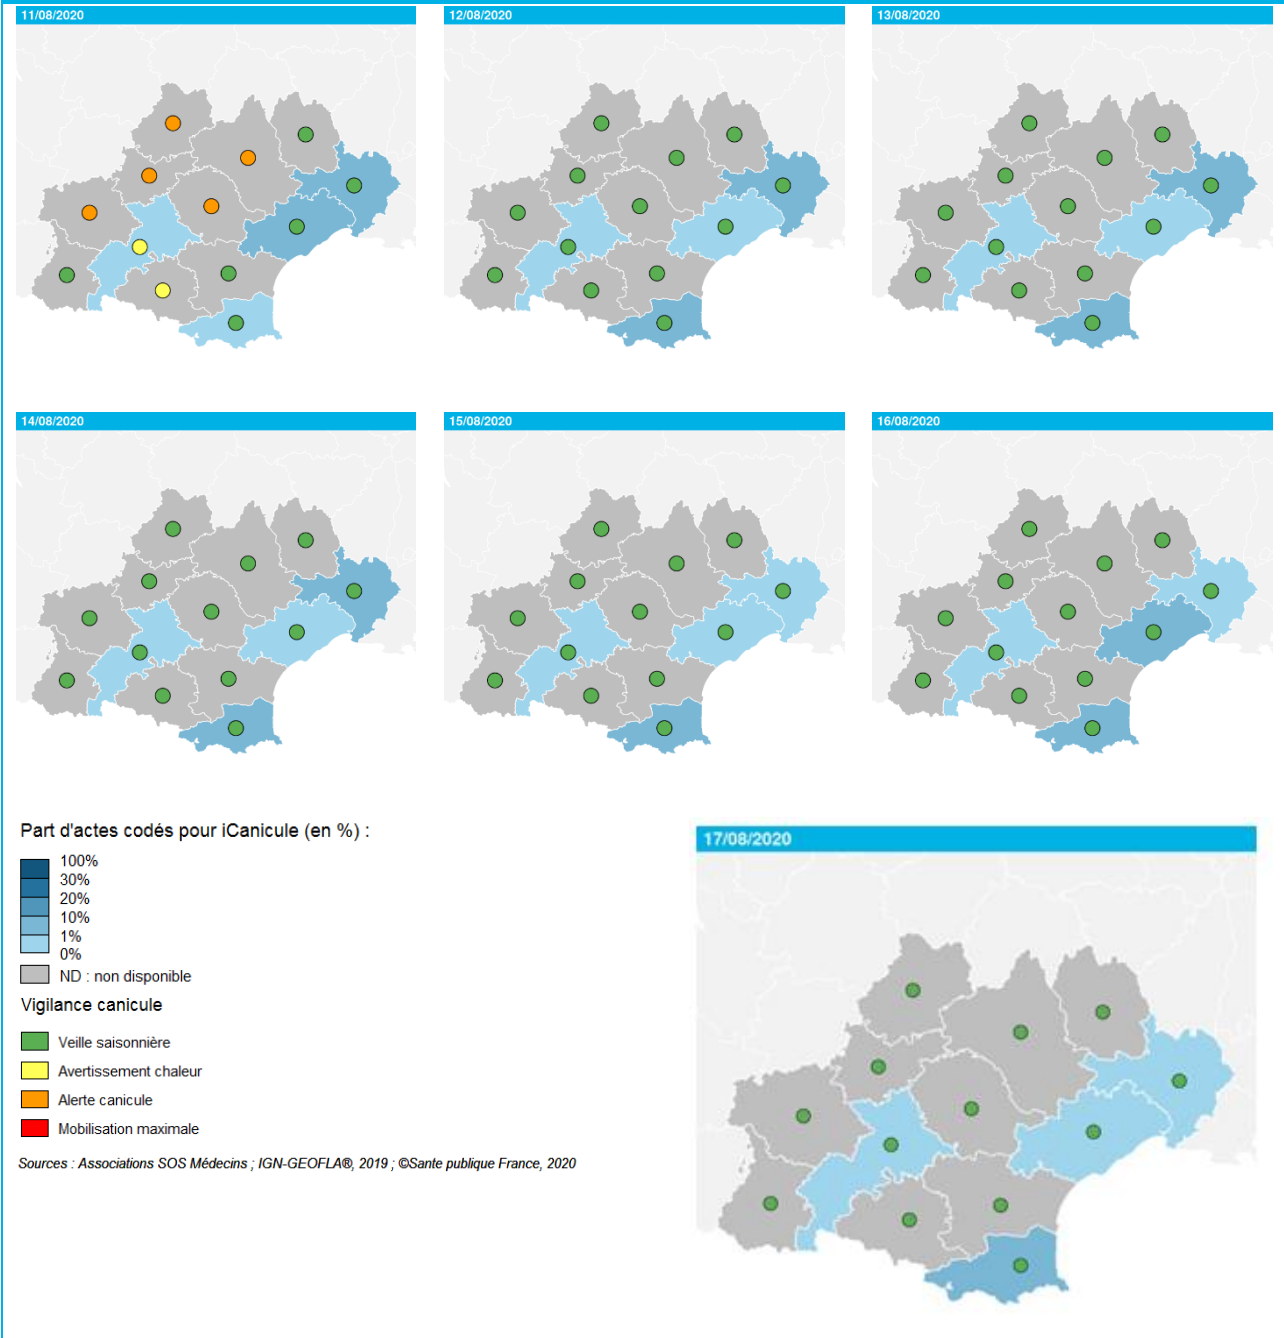 11/08/2020
12/08/2020
13/08/2020
14/08/2020
15/08/2020
16/08/2020
Part d'actes codés pour iCanicule (en %) :
100%
30%
20%
10%
1%
0%
ND : non disponible
Vigilance canicule
Veille saisonnière
Avertissement chaleur
Alerte canicule
Mobilisation maximale
Sources : Associations SOS Médecins ; IGN-GEOFLA®, 2019 ; ©Sante publique France, 2020
17/08/2020